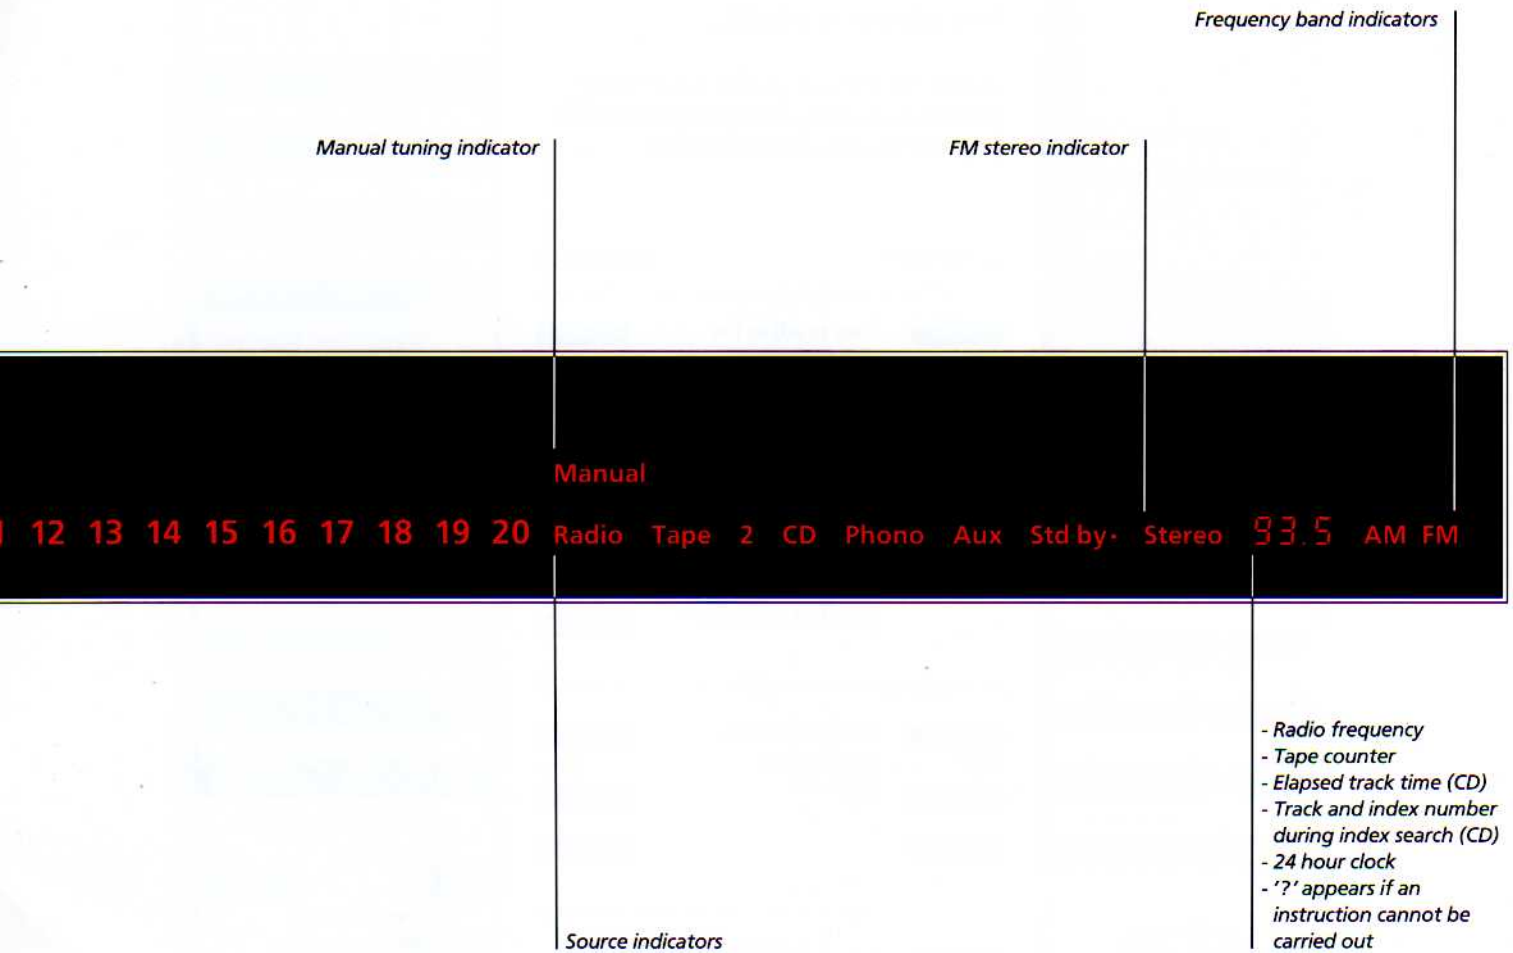 Frequency band indicators
Manual tuning indicator
FM stereo indicator
Manual
12 13 14 15 16 17 18 19 20 Radio Tape 2 CD Phono Aux Std by· Stereo 93.5 AM FM
- Radio frequency
- Tape counter
- Elapsed track time (CD)
- Track and index number
during index search (CD)
- 24 hour clock
- '?' appears if an
instruction cannot be
carried out
Source indicators